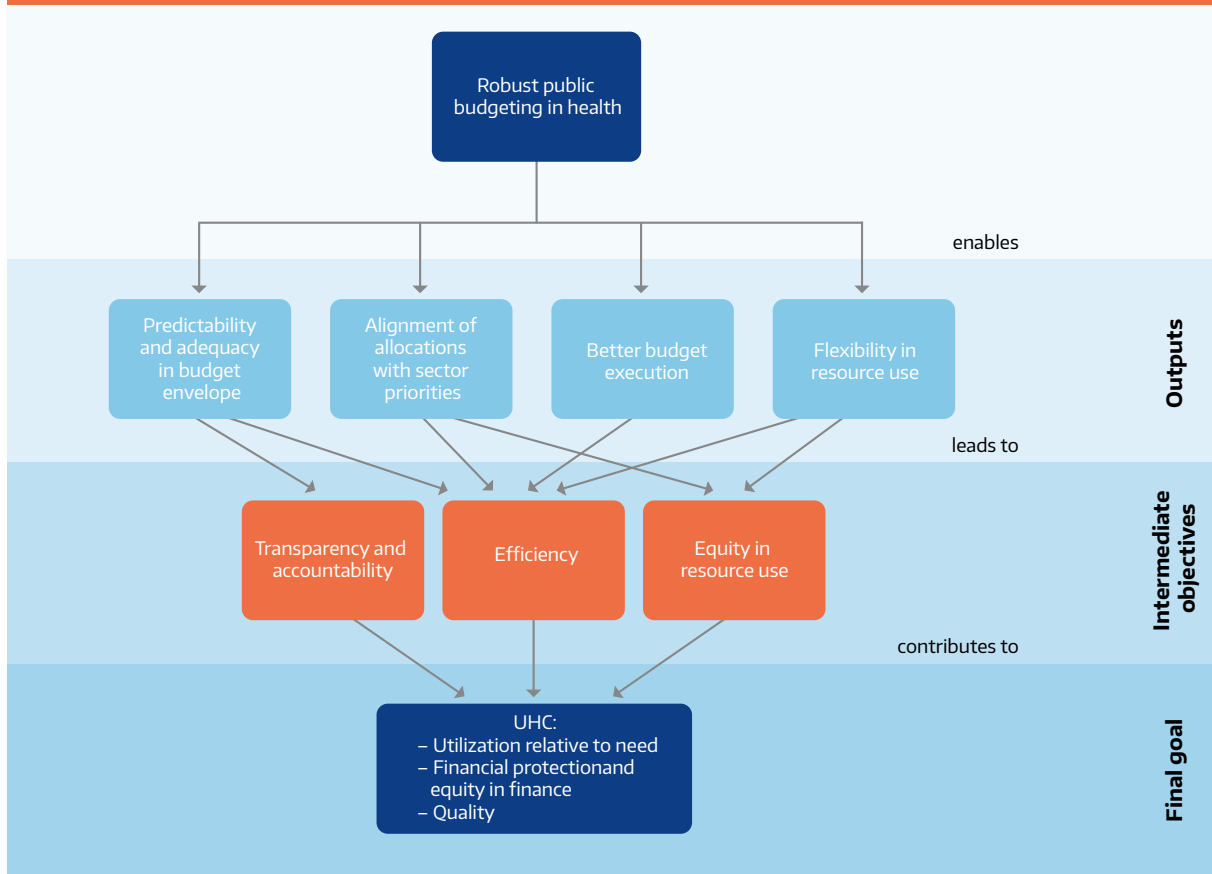 Robust public
budgeting in health
enables
Predictability
and adequacy
in budget
envelope
Alignment of
allocations
with sector
priorities
Better budget
execution
Flexibility in
resource use
Outputs
leads to
Transparency and
accountability
Efficiency
Equity in
resource use
Intermediate
objectives
contributes to
UHC:
– Utilization relative to need
– Financial protectionand
equity in finance
– Quality
Final goal